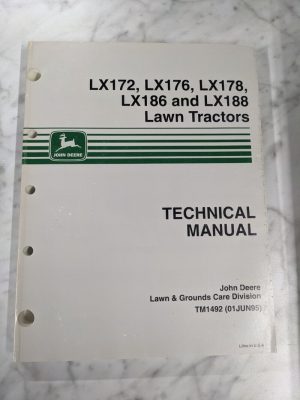 LX172, LX176, LX178,
LX186 and LX188
Lawn Tractors
JOHN DEERE
TECHNICAL
MANUAL
John Deere
Lawn & Grounds Care Division
TM1492 (01JUN95)